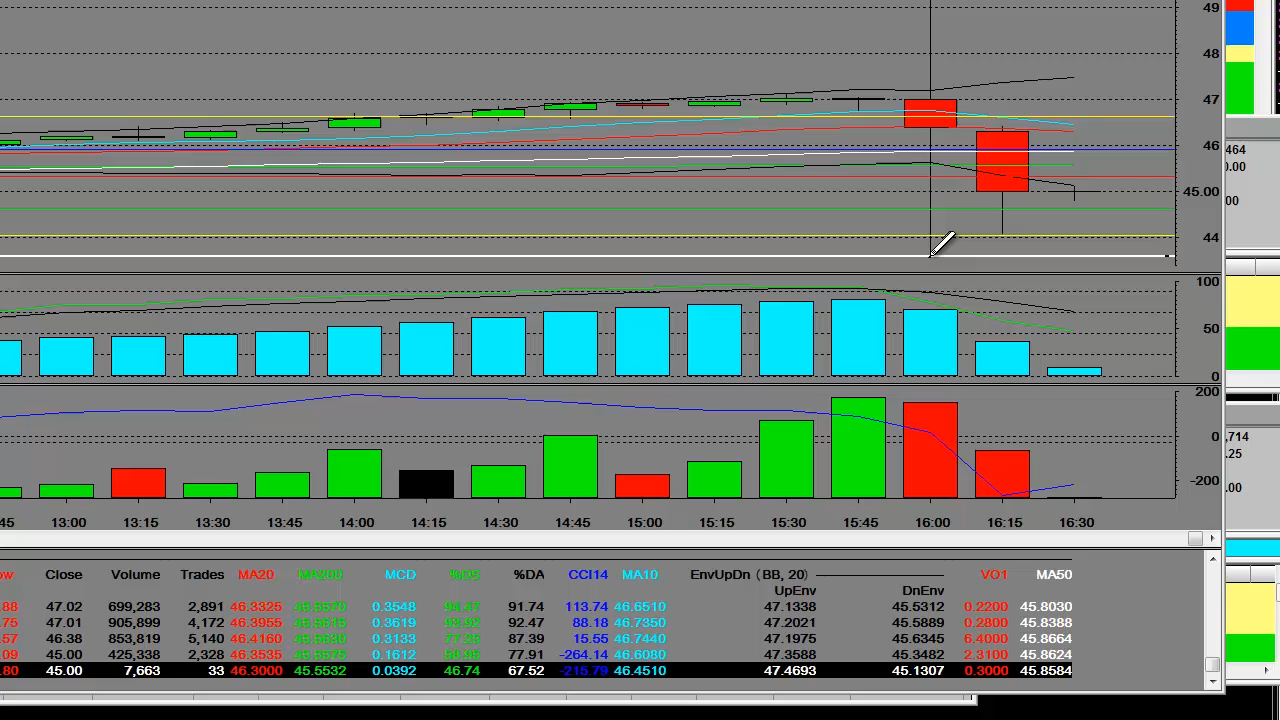 49
48
47
46
45.00
44
100
50
0
200
0
-200
45 13:00 13:15 13:30 13:45 14:00 14:15 14:30 14:45 15:00 15:15 15:30 15:45 16:00 16:15 16:30
ow Close Volume Trades MA20 MA200 MCD %DA CCI14 MA10 EnvUpDn (BB, 20) VO1 MA50
UpEnv DnEnv
.88 47.02 699,283 2,891 46.3325 0.3548 91.74 113.74 46.6510 47.1338 45.5312 0.2200 45.8030
.75 47.01 905,899 4,172 46.3955 0.3619 92.47 88.18 46.7350 47.2021 45.5889 0.2800 45.8388
.57 46.38 853,819 5,140 46.4160 0.3133 87.39 15.55 46.7440 47.1975 45.6345 6.4000 45.8664
.09 45.00 425,338 2,328 46.3535 0.1612 77.91 -264.14 46.6080 47.3588 45.3482 2.3100 45.8624
.80 45.00 7,663 33 46.3000 45.5532 0.0392 46.74 67.52 -215.79 46.4510 47.4693 45.1307 0.3000 45.8584
464
0.00
00
,714
.25
.00